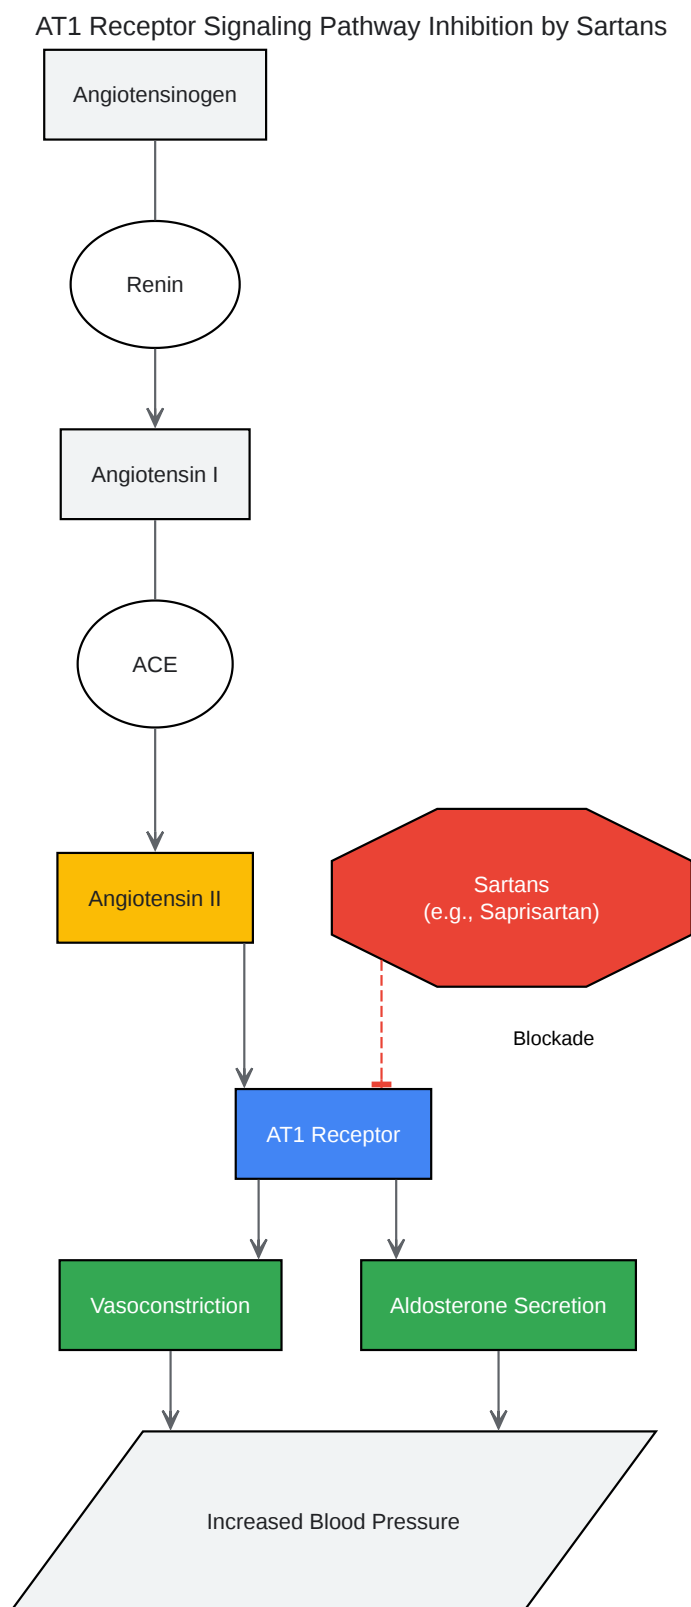 AT1 Receptor Signaling Pathway Inhibition by Sartans
Angiotensinogen
Renin
Angiotensin I
ACE
Angiotensin II
Sartans
(e.g., Saprisartan)
Blockade
AT1 Receptor
Vasoconstriction
Aldosterone Secretion
Increased Blood Pressure